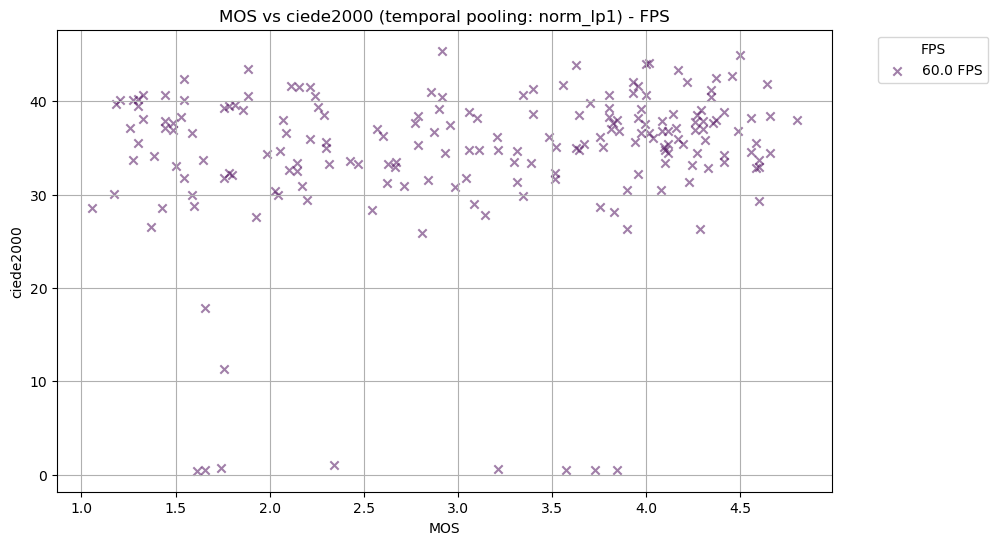 MOS vs ciede2000 (temporal pooling: norm_lp1) - FPS
FPS
60.0 FPS
40
30
20
10
0
ciede2000
1.0 1.5 2.0 2.5 3.0 3.5 4.0 4.5
MOS